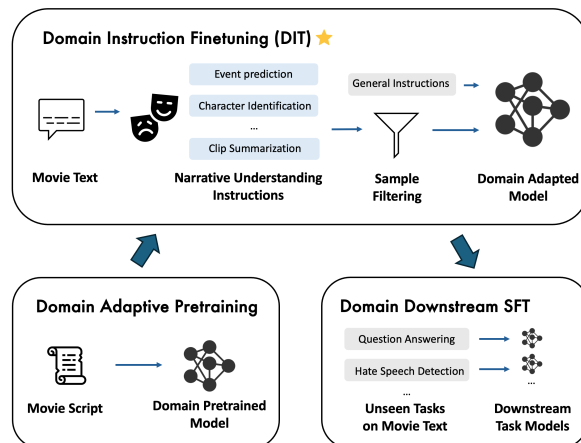 Domain Instruction Finetuning (DIT)
Event prediction
Character Identification
...
Clip Summarization
General Instructions
Movie Text
Narrative Understanding
Instructions
Sample
Filtering
Domain Adapted
Model
Domain Adaptive Pretraining
Movie Script
Domain Pretrained
Model
Domain Downstream SFT
Question Answering
Hate Speech Detection
...
...
Unseen Tasks
on Movie Text
Downstream
Task Models